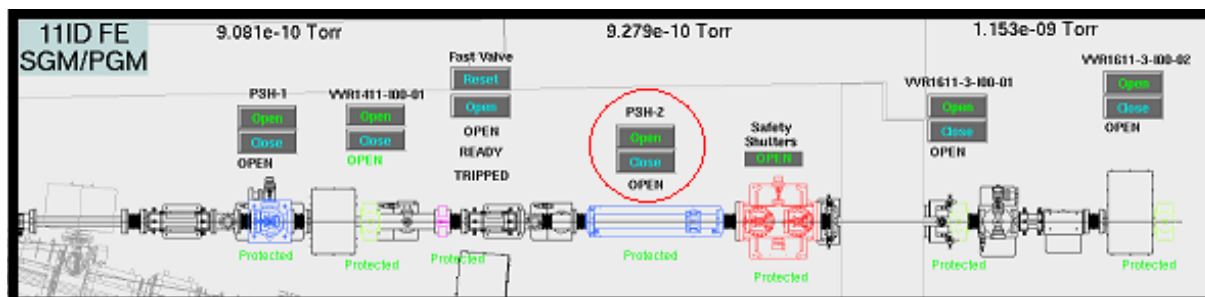 11ID FE
SGM/PGM
9.081e-10 Torr
9.279e-10 Torr
1.153e-09 Torr
PSH-1
Open
Close
OPEN
VVR1411-I00-01
Open
Close
OPEN
Fast Valve
Reset
Open
OPEN
READY
TRIPPED
PSH-2
Open
Close
OPEN
Safety
Shutters
OPEN
VVR1611-3-I00-01
Open
Close
OPEN
VVR1611-3-I00-02
Open
Close
OPEN
Protected
Protected
Protected
Protected
Protected
Protected
Protected